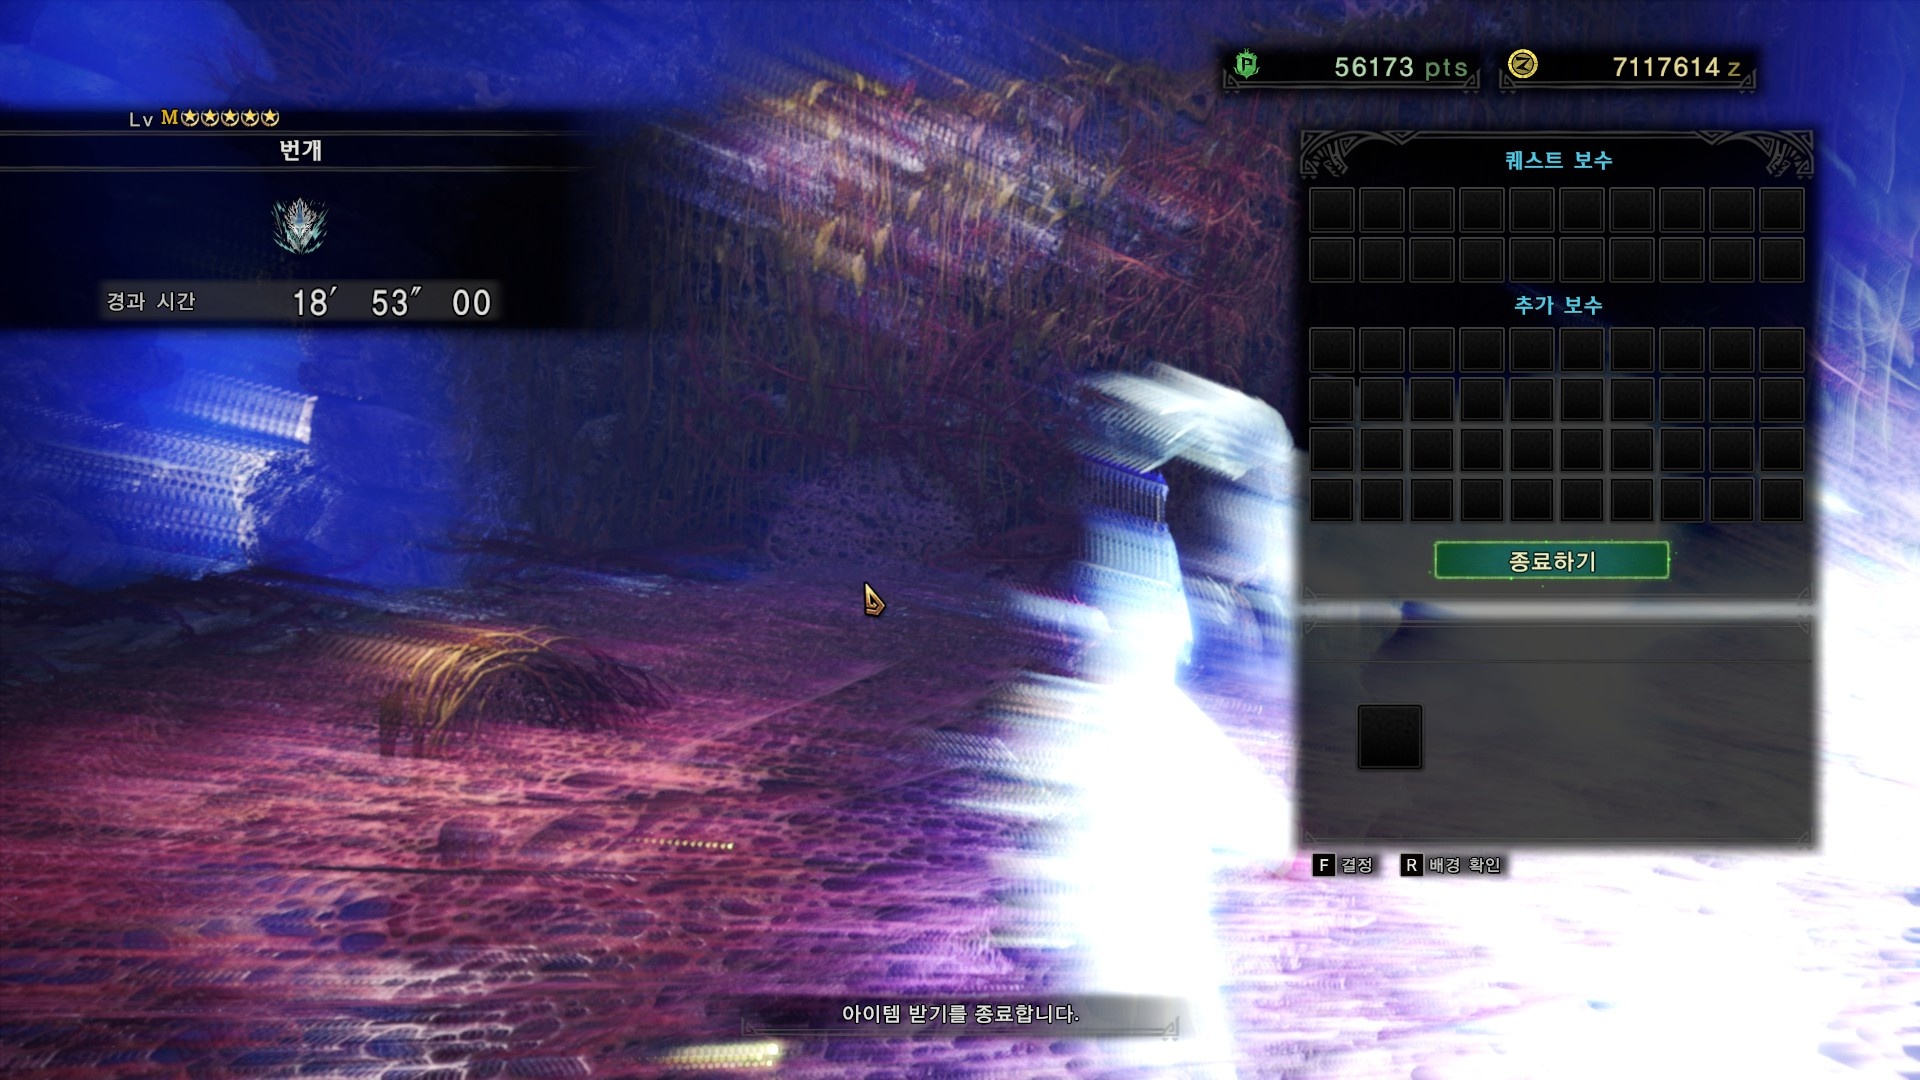 56173 pts
7117614 z
Lv M
번개
경과 시간 18′ 53″ 00
퀘스트 보수
추가 보수
종료하기
F 결정 R 배경 확인
아이템 받기를 종료합니다.